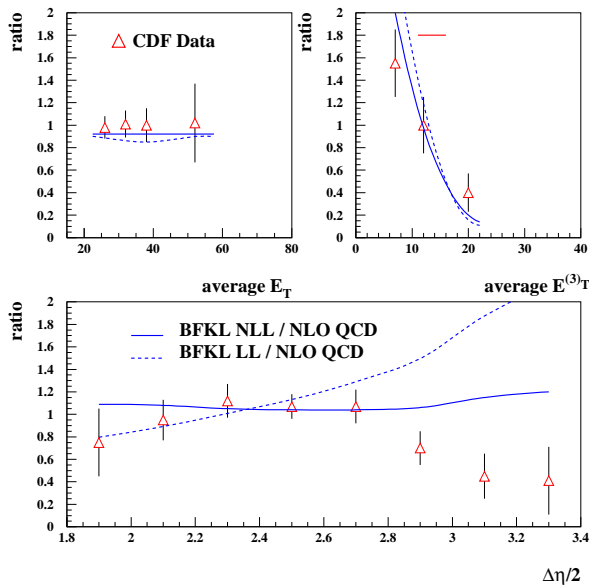 ratio
2
1.8
1.6
1.4
1.2
1
0.8
0.6
0.4
0.2
0
CDF Data
20 40 60 80
average E_T
ratio
2
1.8
1.6
1.4
1.2
1
0.8
0.6
0.4
0.2
0
0 10 20 30 40
average E^(3)T
ratio
2
1.8
1.6
1.4
1.2
1
0.8
0.6
0.4
0.2
0
BFKL NLL / NLO QCD
BFKL LL / NLO QCD
1.8 2 2.2 2.4 2.6 2.8 3 3.2 3.4
Δη/2